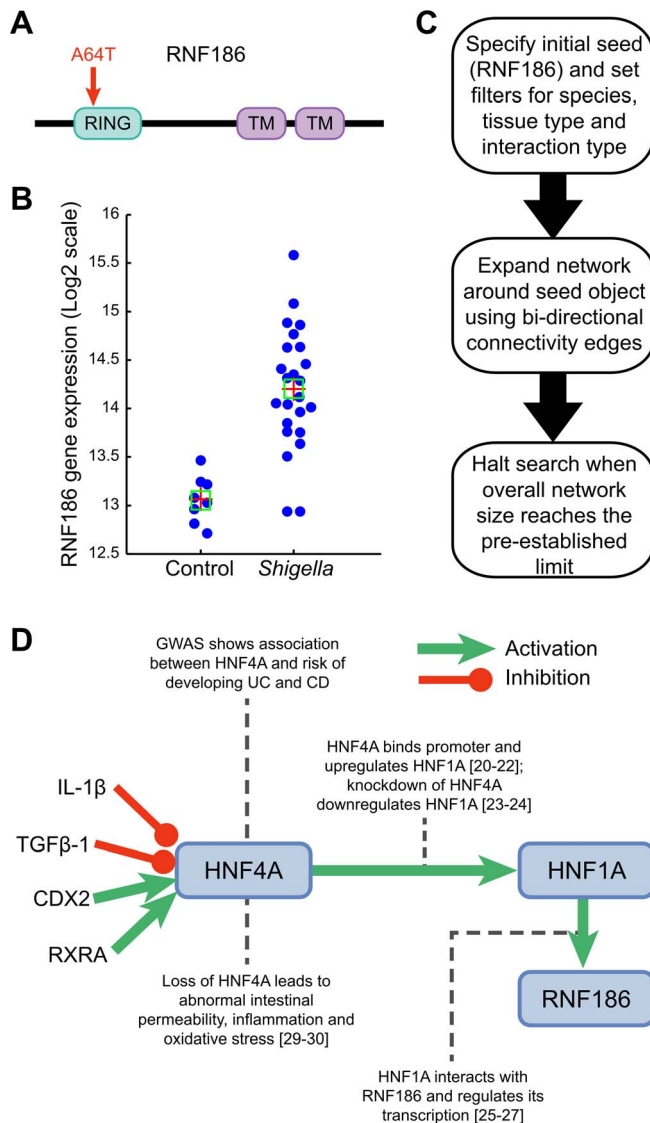 A
A64T
RNF186
RING
TM
TM
B
RNF186 gene expression (Log2 scale)
16
15.5
15
14.5
14
13.5
13
12.5
Control
Shigella
C
Specify initial seed
(RNF186) and set
filters for species,
tissue type and
interaction type
Expand network
around seed object
using bi-directional
connectivity edges
Halt search when
overall network
size reaches the
pre-established
limit
D
GWAS shows association
between HNF4A and risk of
developing UC and CD
Activation
Inhibition
HNF4A binds promoter and
upregulates HNF1A [20-22];
knockdown of HNF4A
downregulates HNF1A [23-24]
IL-1β
TGFβ-1
CDX2
RXRA
HNF4A
HNF1A
RNF186
Loss of HNF4A leads to
abnormal intestinal
permeability, inflammation and
oxidative stress [29-30]
HNF1A interacts with
RNF186 and regulates its
transcription [25-27]